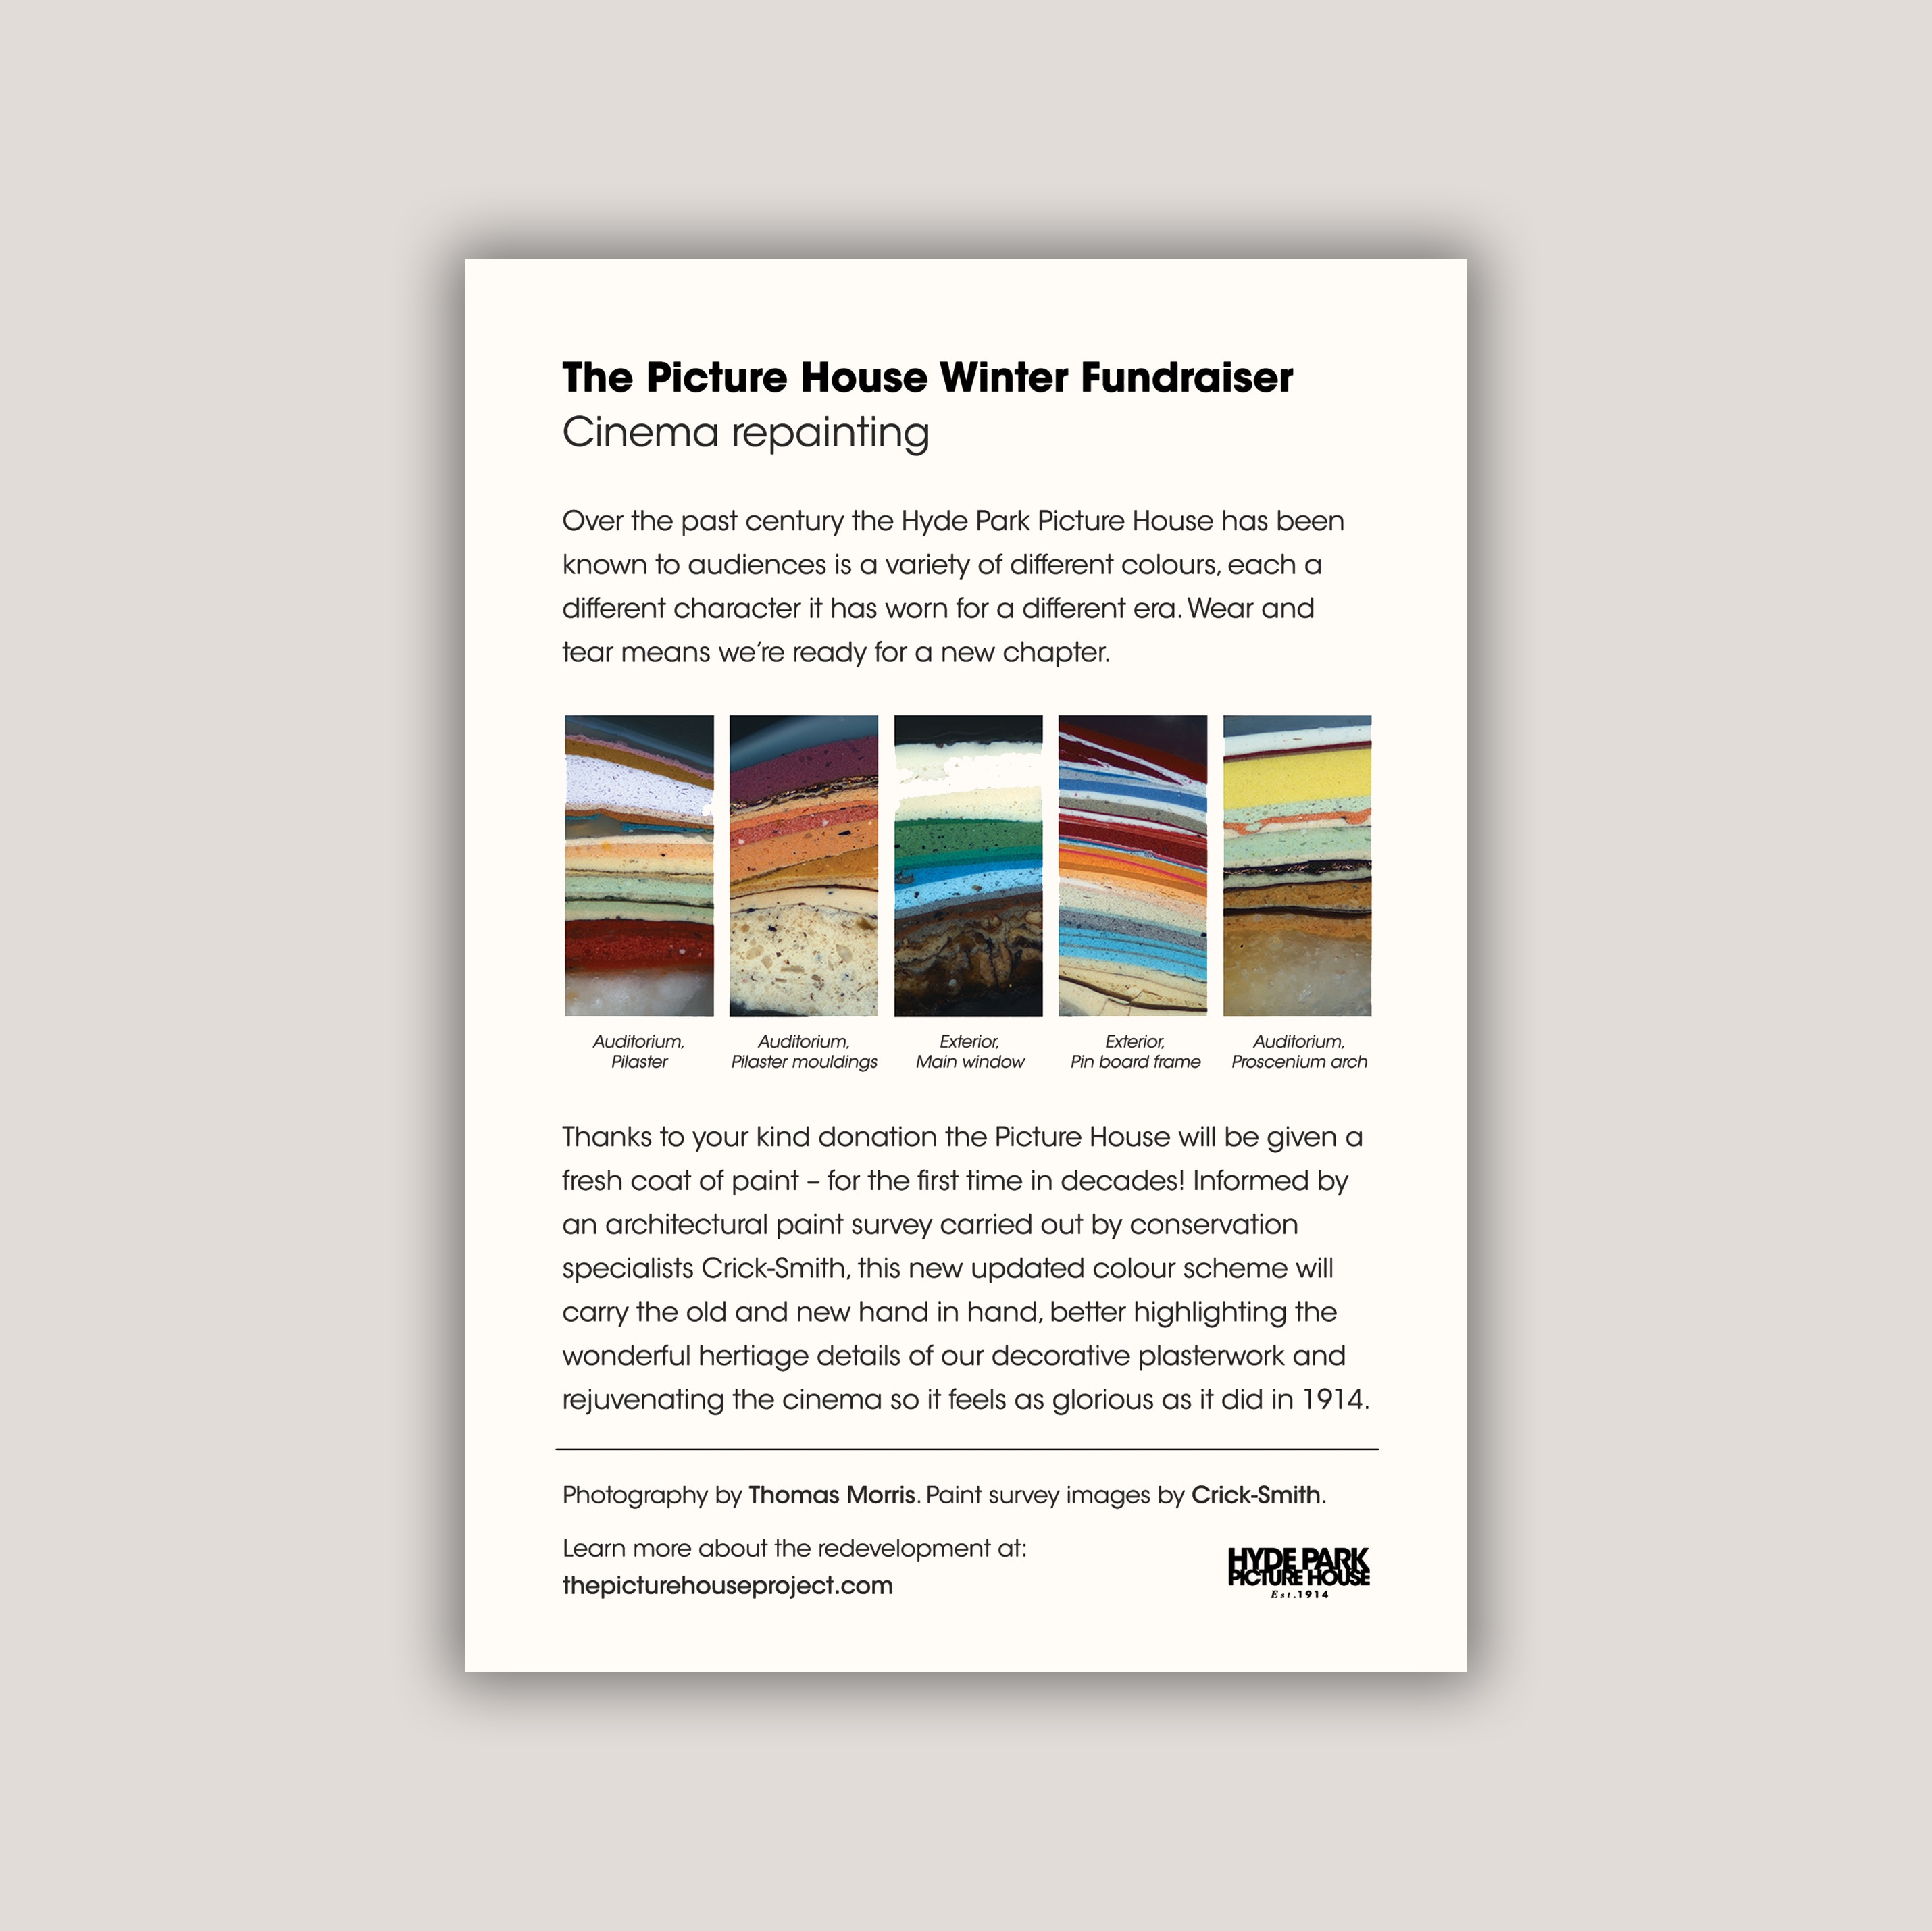 The Picture House Winter Fundraiser
Cinema repainting
Over the past century the Hyde Park Picture House has been
known to audiences is a variety of different colours, each a
different character it has worn for a different era. Wear and
tear means we’re ready for a new chapter.
Auditorium,
Pilaster
Auditorium,
Pilaster mouldings
Exterior,
Main window
Exterior,
Pin board frame
Auditorium,
Proscenium arch
Thanks to your kind donation the Picture House will be given a
fresh coat of paint – for the first time in decades! Informed by
an architectural paint survey carried out by conservation
specialists Crick-Smith, this new updated colour scheme will
carry the old and new hand in hand, better highlighting the
wonderful hertiage details of our decorative plasterwork and
rejuvenating the cinema so it feels as glorious as it did in 1914.
Photography by Thomas Morris. Paint survey images by Crick-Smith.
Learn more about the redevelopment at:
thepicturehouseproject.com
HYDE PARK
PICTURE HOUSE
Est.1914